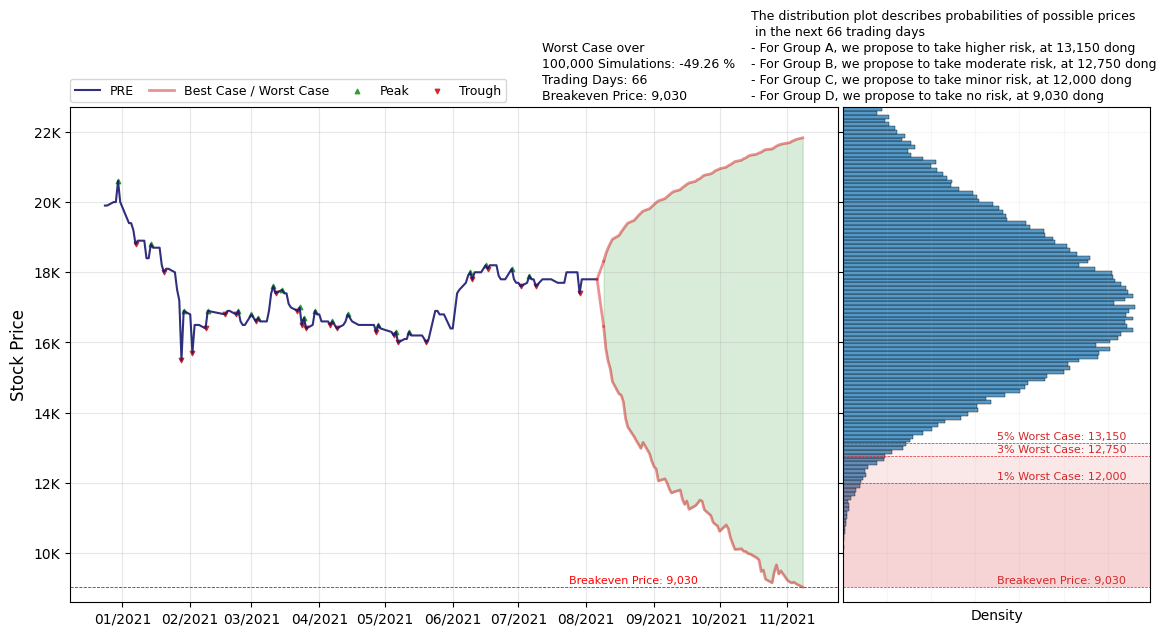 The distribution plot describes probabilities of possible prices
in the next 66 trading days
- For Group A, we propose to take higher risk, at 13,150 dong
- For Group B, we propose to take moderate risk, at 12,750 dong
- For Group C, we propose to take minor risk, at 12,000 dong
- For Group D, we propose to take no risk, at 9,030 dong
Worst Case over
100,000 Simulations: -49.26 %
Trading Days: 66
Breakeven Price: 9,030
PRE
Best Case / Worst Case
Peak
Trough
Stock Price
22K
20K
18K
16K
14K
12K
10K
Breakeven Price: 9,030
01/2021
02/2021
03/2021
04/2021
05/2021
06/2021
07/2021
08/2021
09/2021
10/2021
11/2021
5% Worst Case: 13,150
3% Worst Case: 12,750
1% Worst Case: 12,000
Breakeven Price: 9,030
Density